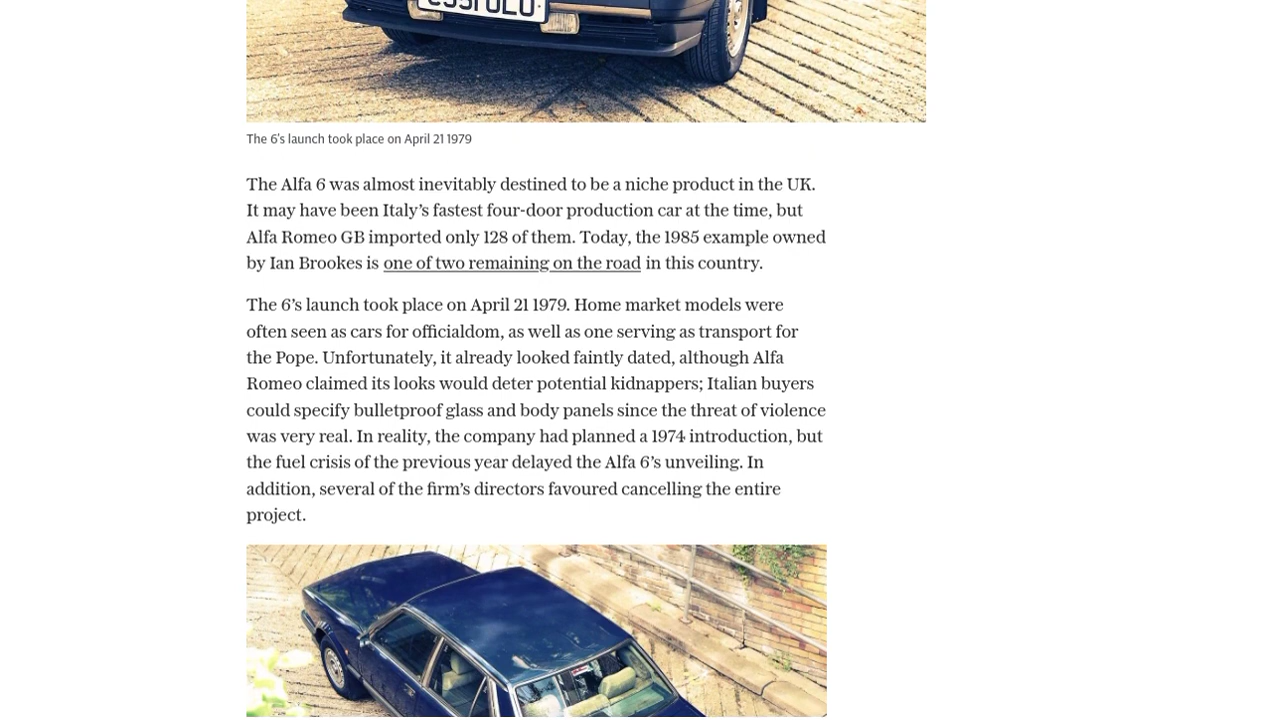 The 6's launch took place on April 21 1979
The Alfa 6 was almost inevitably destined to be a niche product in the UK.
It may have been Italy’s fastest four-door production car at the time, but
Alfa Romeo GB imported only 128 of them. Today, the 1985 example owned
by Ian Brookes is one of two remaining on the road in this country.
The 6’s launch took place on April 21 1979. Home market models were
often seen as cars for officialdom, as well as one serving as transport for
the Pope. Unfortunately, it already looked faintly dated, although Alfa
Romeo claimed its looks would deter potential kidnappers; Italian buyers
could specify bulletproof glass and body panels since the threat of violence
was very real. In reality, the company had planned a 1974 introduction, but
the fuel crisis of the previous year delayed the Alfa 6’s unveiling. In
addition, several of the firm’s directors favoured cancelling the entire
project.